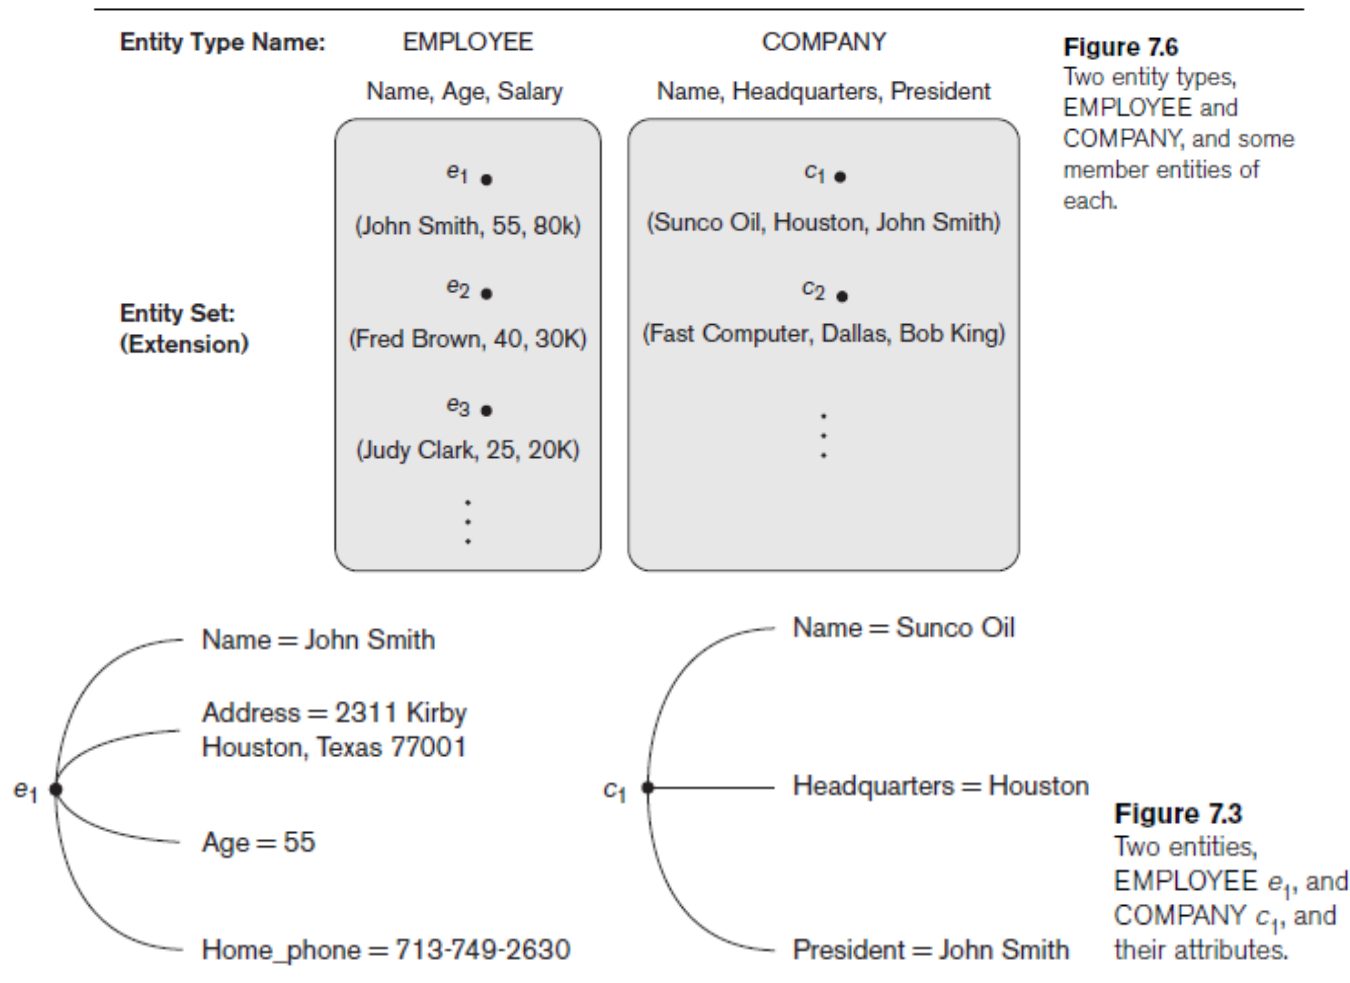 Entity Type Name: EMPLOYEE COMPANY
Name, Age, Salary Name, Headquarters, President
e1 c1
(John Smith, 55, 80k) (Sunco Oil, Houston, John Smith)
e2 c2
Entity Set:
(Extension)
(Fred Brown, 40, 30K) (Fast Computer, Dallas, Bob King)
e3
(Judy Clark, 25, 20K)
Figure 7.6
Two entity types,
EMPLOYEE and
COMPANY, and some
member entities of
each.
e1
Name = John Smith
Address = 2311 Kirby
Houston, Texas 77001
Age = 55
Home_phone = 713-749-2630
c1
Name = Sunco Oil
Headquarters = Houston
President = John Smith
Figure 7.3
Two entities,
EMPLOYEE e1, and
COMPANY c1, and
their attributes.